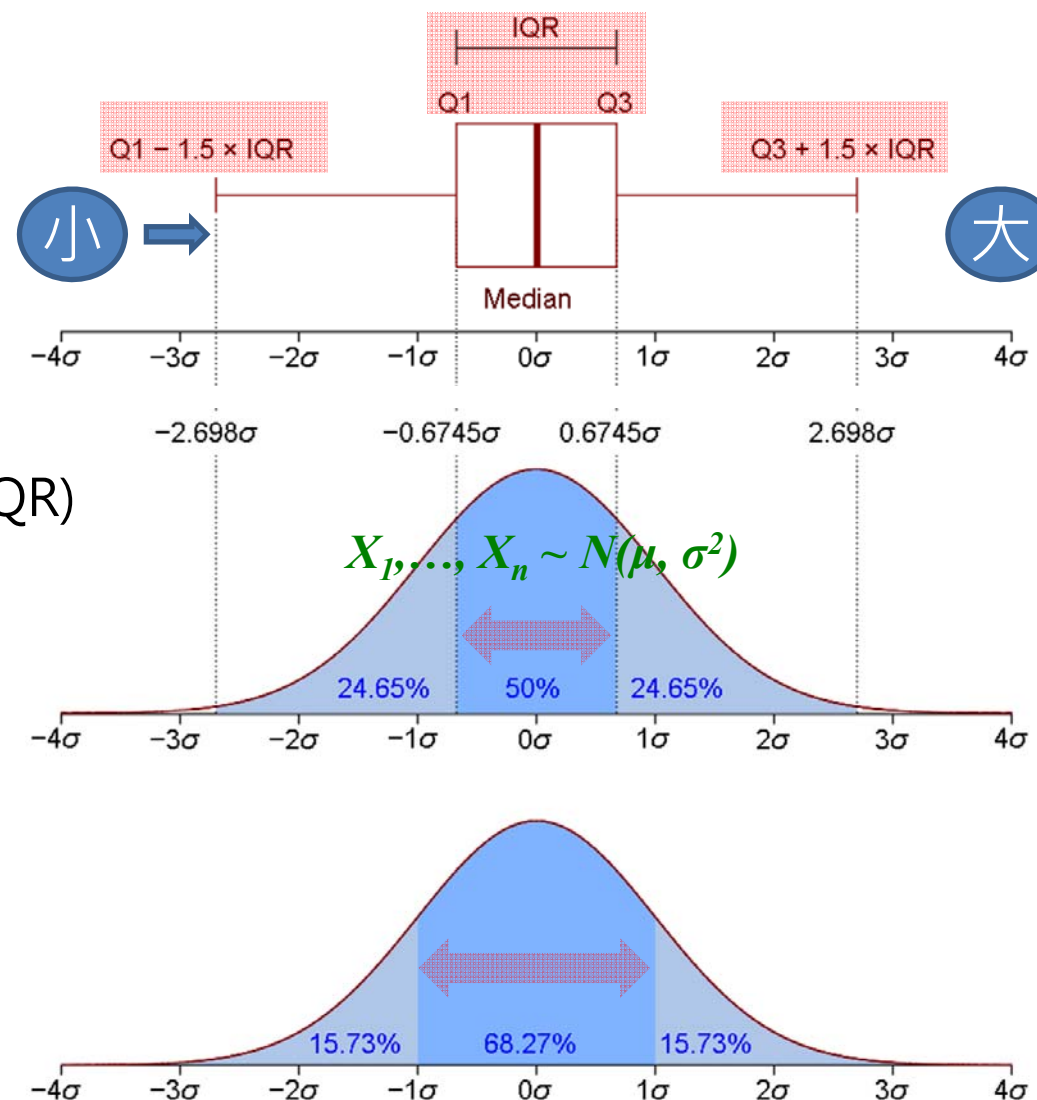 IQR
Q1 Q3
Q1 − 1.5 × IQR Q3 + 1.5 × IQR
小 大
Median
−4σ −3σ −2σ −1σ 0σ 1σ 2σ 3σ 4σ
−2.698σ −0.6745σ 0.6745σ 2.698σ
QR)
X1,…, Xn ~ N(μ, σ²)
24.65% 50% 24.65%
−4σ −3σ −2σ −1σ 0σ 1σ 2σ 3σ 4σ
15.73% 68.27% 15.73%
−4σ −3σ −2σ −1σ 0σ 1σ 2σ 3σ 4σ